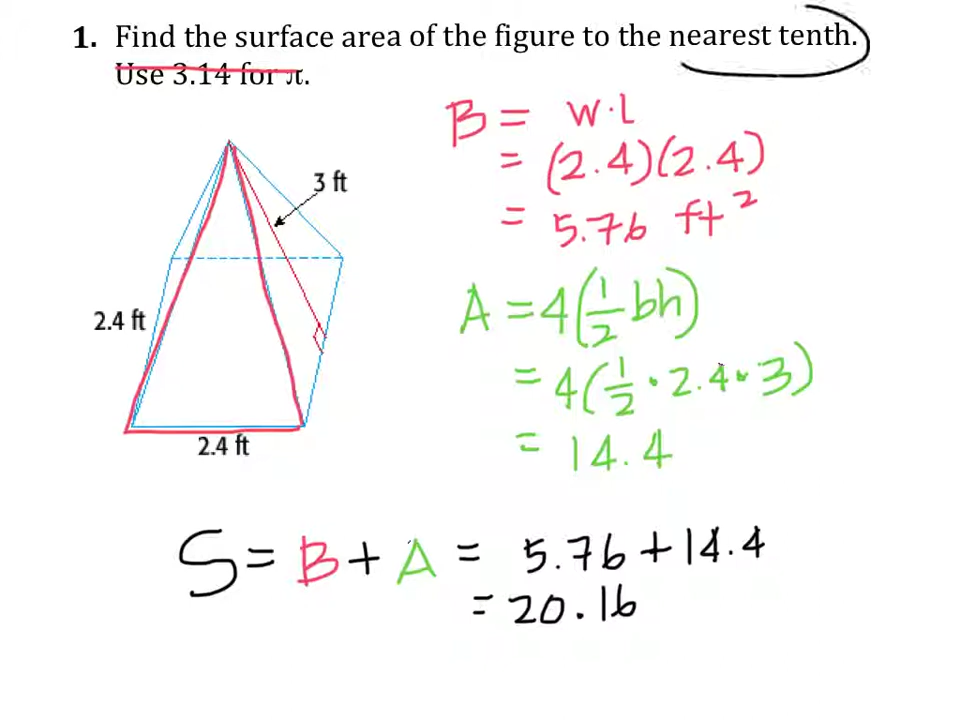 1. Find the surface area of the figure to the nearest tenth.
Use 3.14 for π.
3 ft
2.4 ft
2.4 ft
B = w·l
= (2.4)(2.4)
= 5.76 ft²
A = 4(1/2 bh)
= 4(1/2 · 2.4 · 3)
= 14.4
S = B + A = 5.76 + 14.4
= 20.16